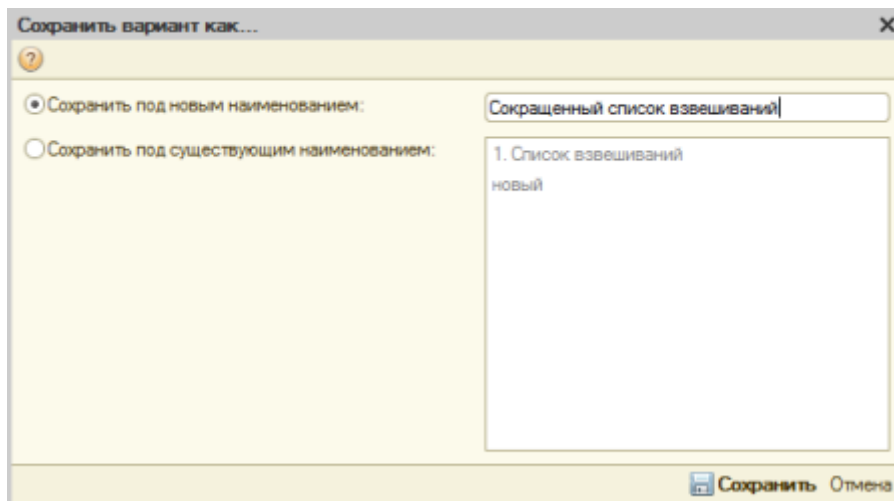 Сохранить вариант как...
?
Сохранить под новым наименованием: Сокращенный список взвешиваний
Сохранить под существующим наименованием: 1. Список взвешиваний
новый
Сохранить Отмена